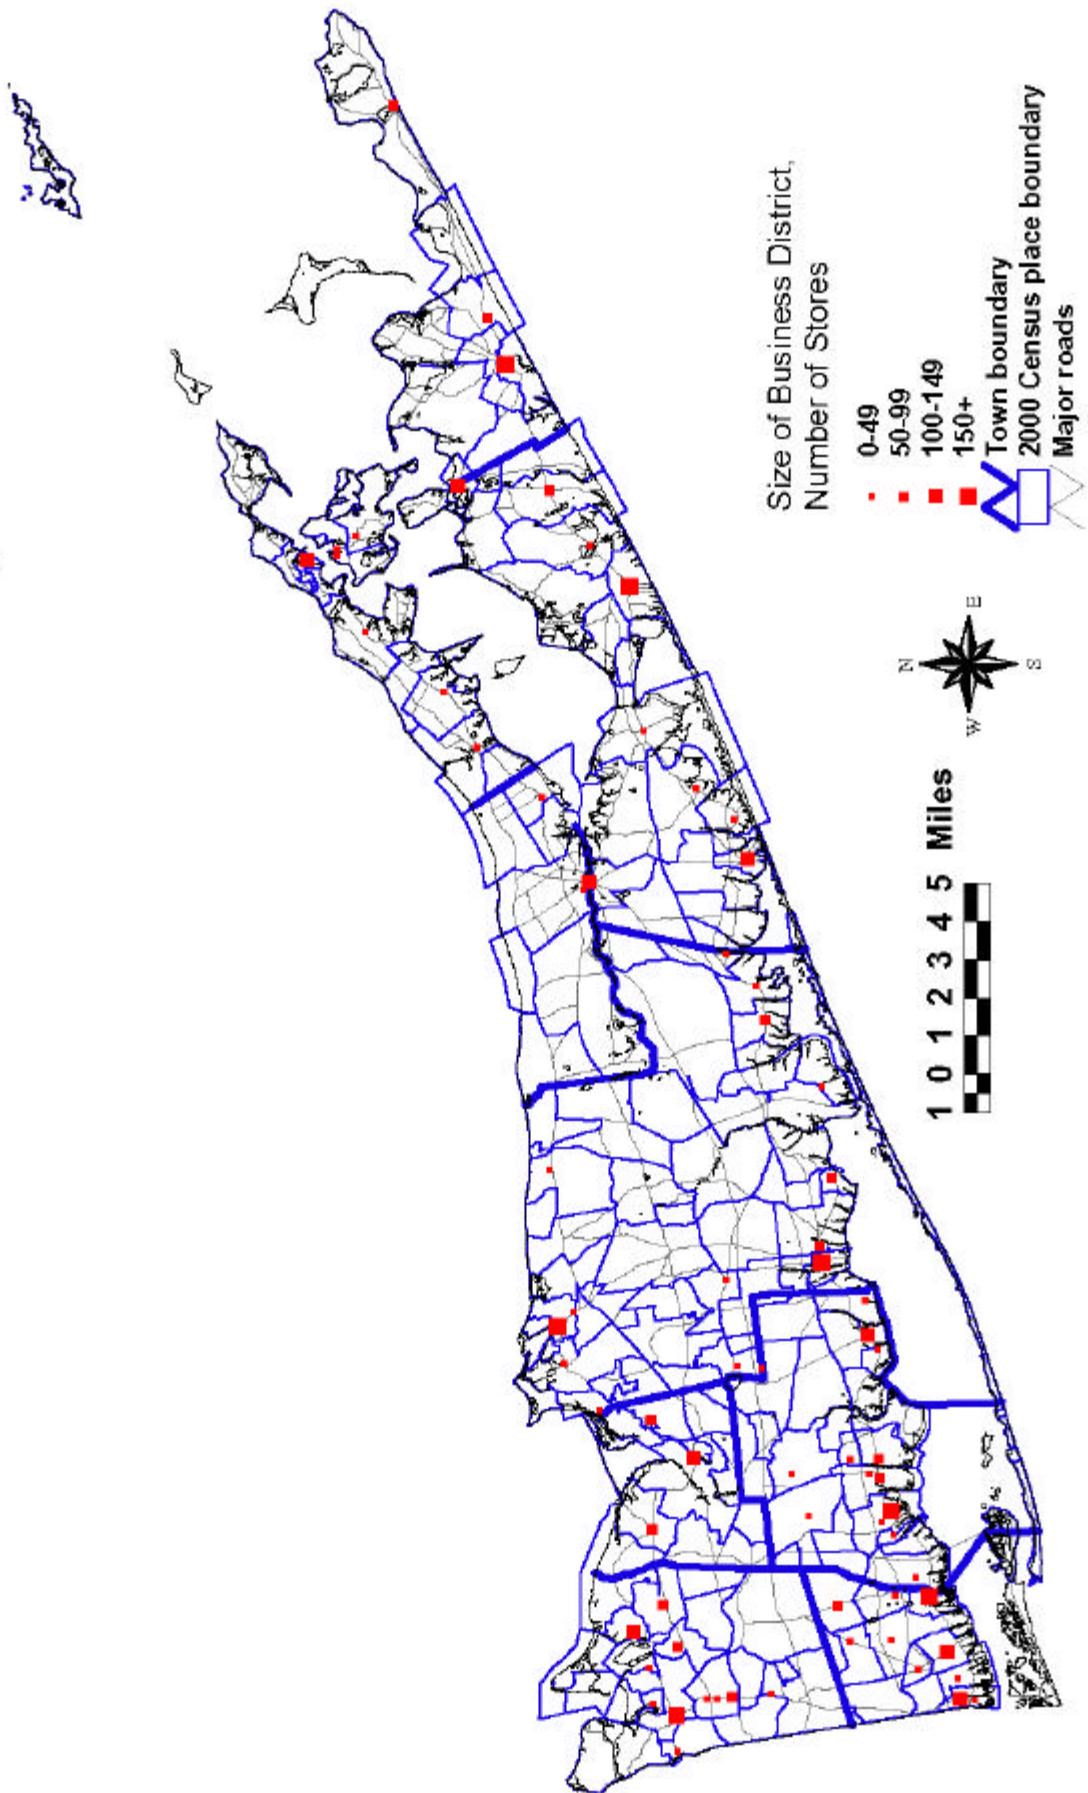 Size of Business District,
Number of Stores
0-49
50-99
100-149
150+
Town boundary
2000 Census place boundary
Major roads
N
W E
S
1 0 1 2 3 4 5 Miles